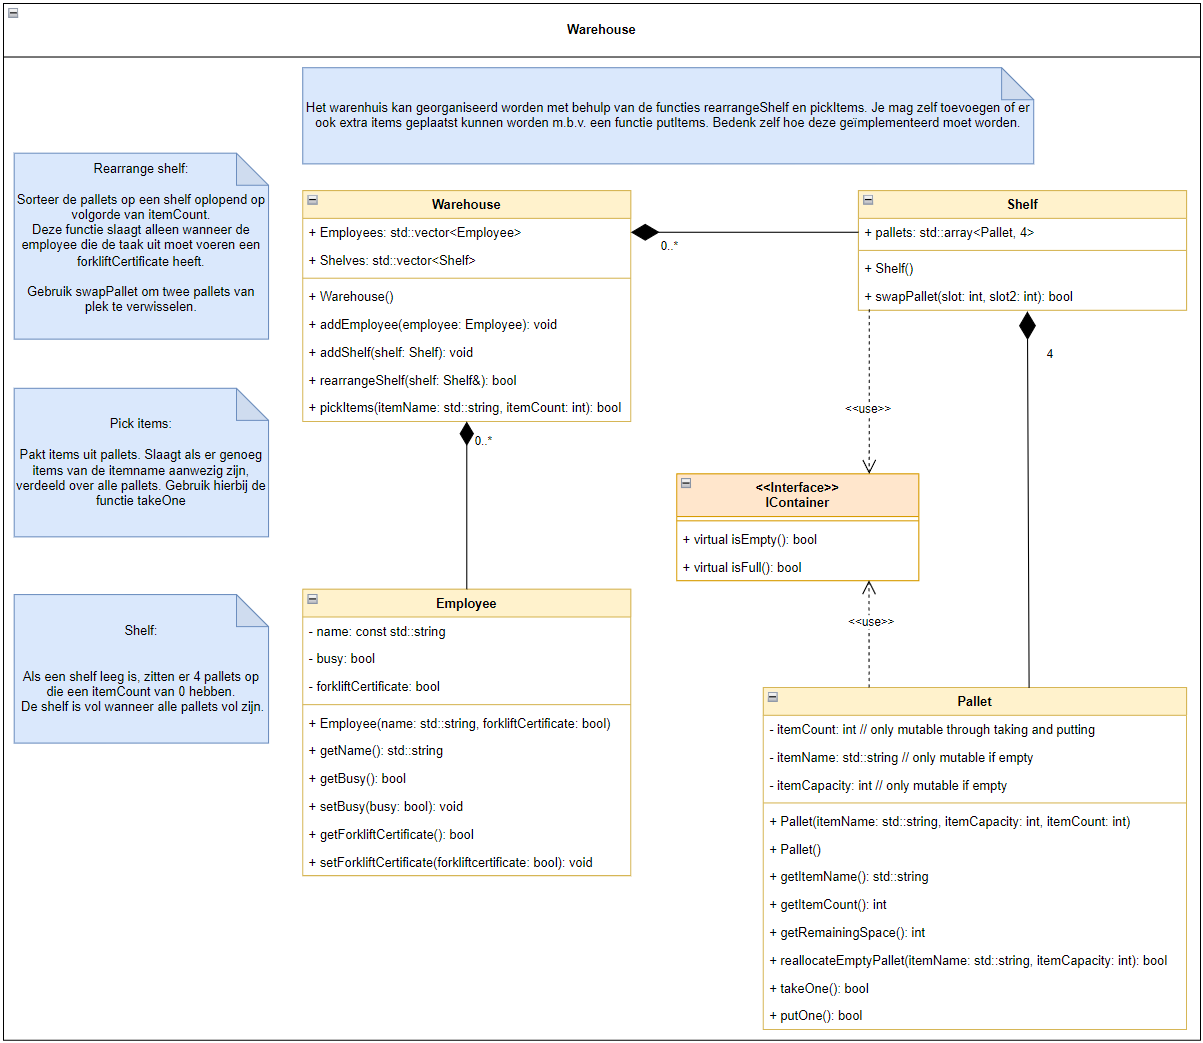 Warehouse
Het warenhuis kan georganiseerd worden met behulp van de functies rearrangeShelf en pickItems. Je mag zelf toevoegen of er
ook extra items geplaatst kunnen worden m.b.v. een functie putItems. Bedenk zelf hoe deze geïmplementeerd moet worden.
Rearrange shelf:
Sorteer de pallets op een shelf oplopend op
volgorde van itemCount.
Deze functie slaagt alleen wanneer de
employee die de taak uit moet voeren een
forkliftCertificate heeft.
Gebruik swapPallet om twee pallets van
plek te verwisselen.
Pick items:
Pakt items uit pallets. Slaagt als er genoeg
items van de itemname aanwezig zijn,
verdeeld over alle pallets. Gebruik hierbij de
functie takeOne
Shelf:
Als een shelf leeg is, zitten er 4 pallets op
die een itemCount van 0 hebben.
De shelf is vol wanneer alle pallets vol zijn.
Warehouse
+ Employees: std::vector<Employee>
+ Shelves: std::vector<Shelf>
+ Warehouse()
+ addEmployee(employee: Employee): void
+ addShelf(shelf: Shelf): void
+ rearrangeShelf(shelf: Shelf&): bool
+ pickItems(itemName: std::string, itemCount: int): bool
0..*
0..*
Shelf
+ pallets: std::array<Pallet, 4>
+ Shelf()
+ swapPallet(slot: int, slot2: int): bool
4
<<use>>
<<Interface>>
IContainer
+ virtual isEmpty(): bool
+ virtual isFull(): bool
<<use>>
Employee
- name: const std::string
- busy: bool
- forkliftCertificate: bool
+ Employee(name: std::string, forkliftCertificate: bool)
+ getName(): std::string
+ getBusy(): bool
+ setBusy(busy: bool): void
+ getForkliftCertificate(): bool
+ setForkliftCertificate(forkliftcertificate: bool): void
Pallet
- itemCount: int // only mutable through taking and putting
- itemName: std::string // only mutable if empty
- itemCapacity: int // only mutable if empty
+ Pallet(itemName: std::string, itemCapacity: int, itemCount: int)
+ Pallet()
+ getItemName(): std::string
+ getItemCount(): int
+ getRemainingSpace(): int
+ reallocateEmptyPallet(itemName: std::string, itemCapacity: int): bool
+ takeOne(): bool
+ putOne(): bool